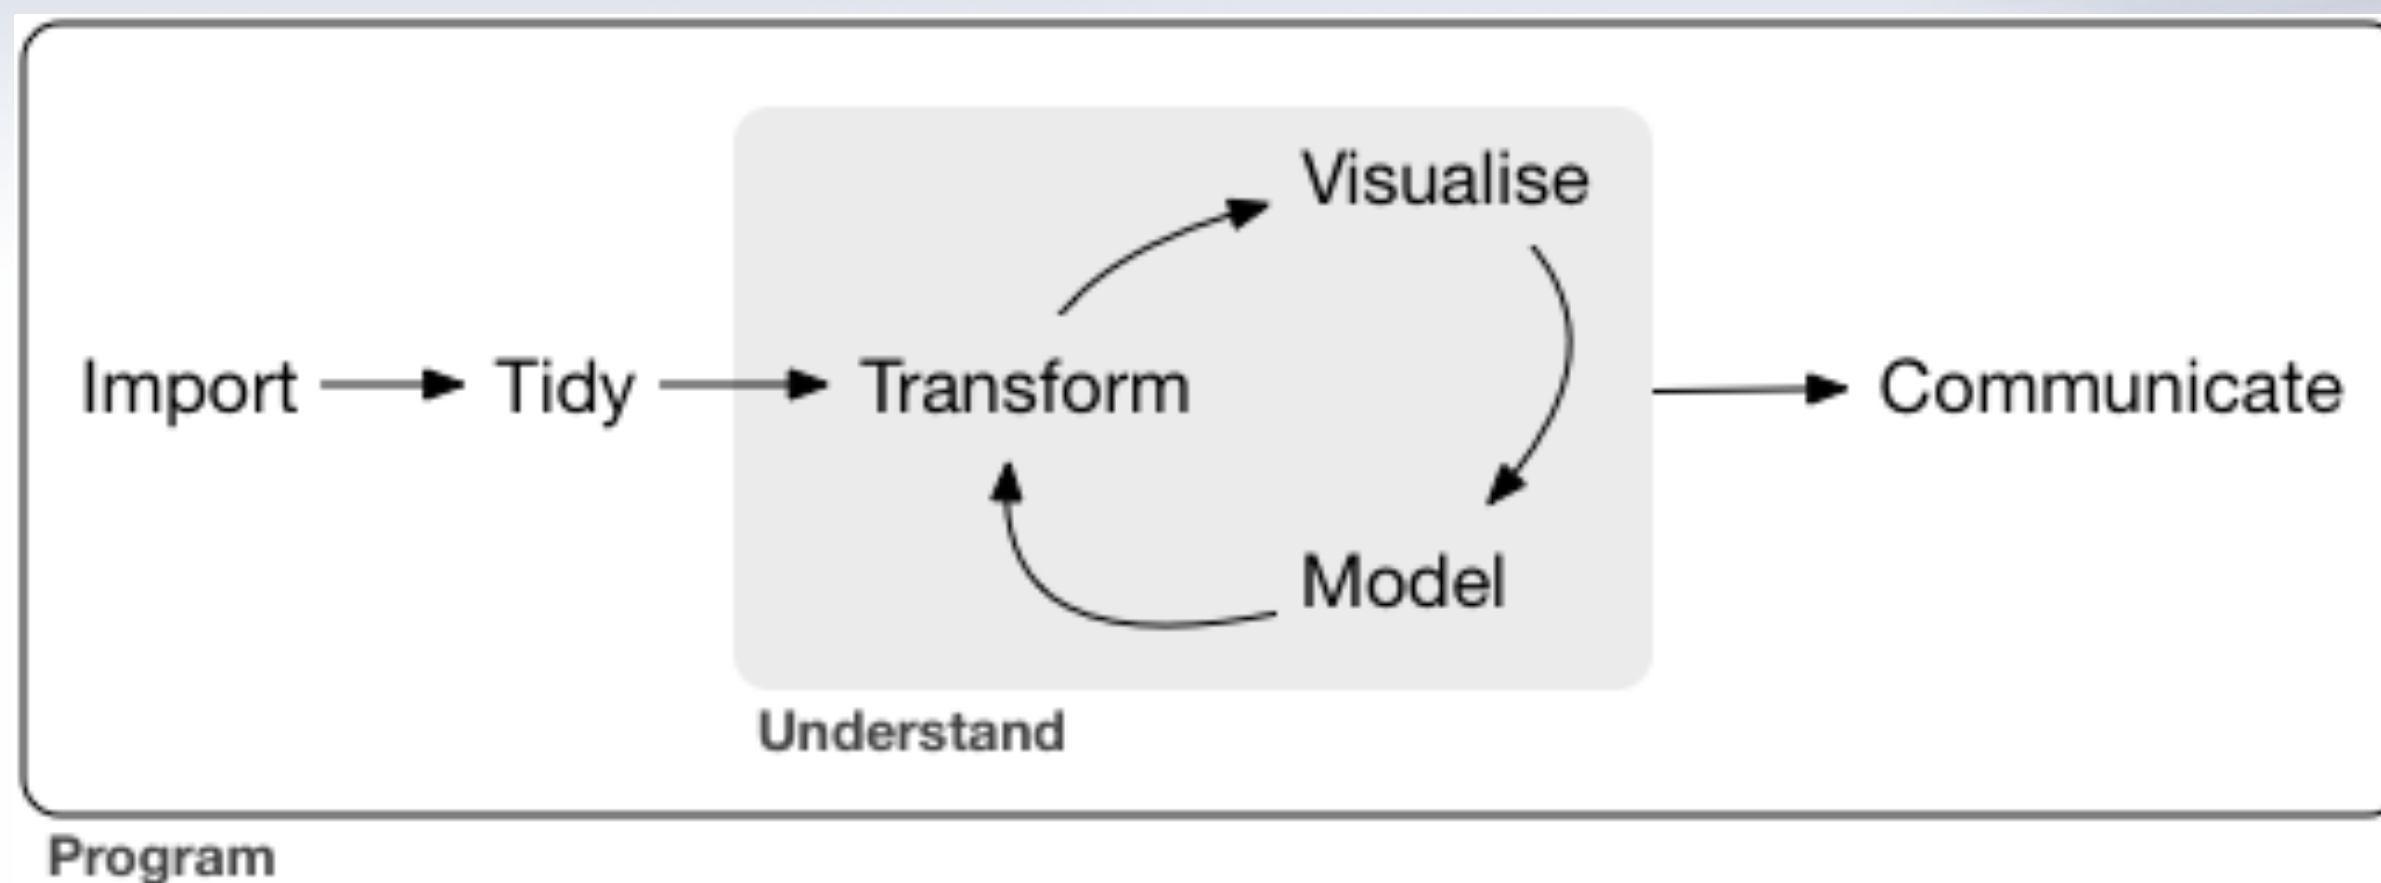 Visualise
Import Tidy Transform Communicate
Model
Understand
Program